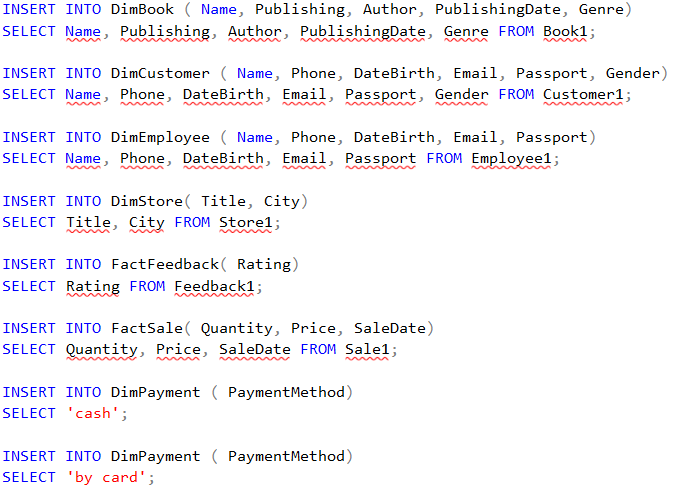 INSERT INTO DimBook ( Name, Publishing, Author, PublishingDate, Genre)
SELECT Name, Publishing, Author, PublishingDate, Genre FROM Book1;
INSERT INTO DimCustomer ( Name, Phone, DateBirth, Email, Passport, Gender)
SELECT Name, Phone, DateBirth, Email, Passport, Gender FROM Customer1;
INSERT INTO DimEmployee ( Name, Phone, DateBirth, Email, Passport)
SELECT Name, Phone, DateBirth, Email, Passport FROM Employee1;
INSERT INTO DimStore( Title, City)
SELECT Title, City FROM Store1;
INSERT INTO FactFeedback( Rating)
SELECT Rating FROM Feedback1;
INSERT INTO FactSale( Quantity, Price, SaleDate)
SELECT Quantity, Price, SaleDate FROM Sale1;
INSERT INTO DimPayment ( PaymentMethod)
SELECT 'cash';
INSERT INTO DimPayment ( PaymentMethod)
SELECT 'by card';